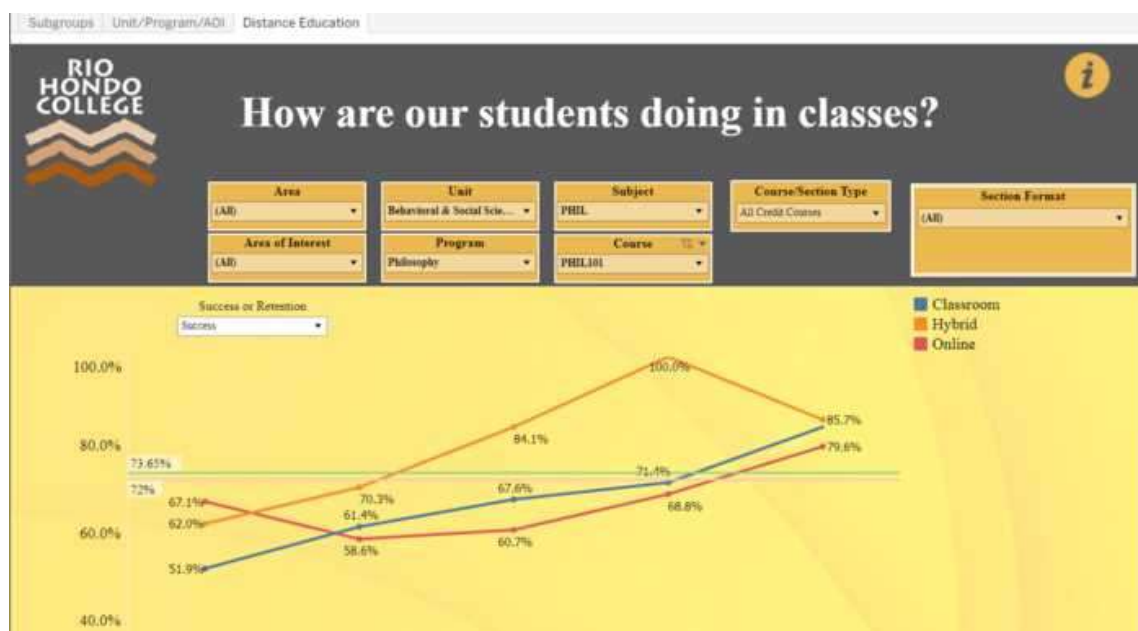 Subgroups Unit/Program/AOI Distance Education
RIO
HONDO
COLLEGE
i
How are our students doing in classes?
Area
(All)
Unit
Behavioral & Social Scie...
Subject
PHIL
Course/Section Type
All Credit Courses
Section Format
(All)
Area of Interest
(All)
Program
Philosophy
Course
PHIL101
Success or Retention
Success
Classroom
Hybrid
Online
100.0%
100.0%
85.7%
84.1%
80.0%
79.6%
73.65%
71.4%
72%
67.1%
70.3%
67.6%
68.8%
62.0%
61.4%
60.0%
58.6%
60.7%
51.9%
40.0%